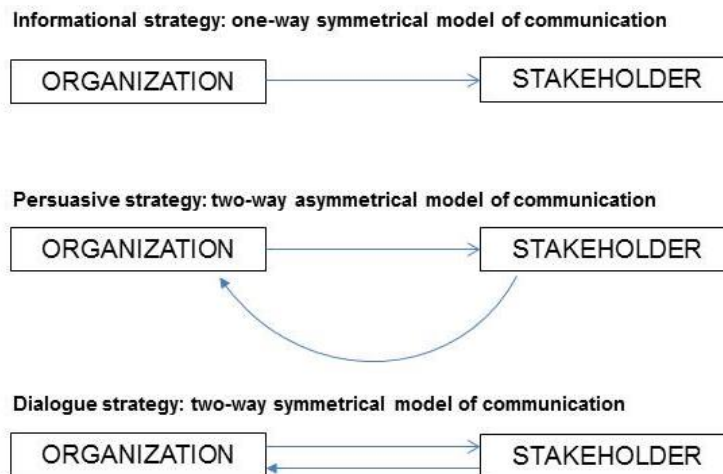 Informational strategy: one-way symmetrical model of communication
ORGANIZATION STAKEHOLDER
Persuasive strategy: two-way asymmetrical model of communication
ORGANIZATION STAKEHOLDER
Dialogue strategy: two-way symmetrical model of communication
ORGANIZATION STAKEHOLDER